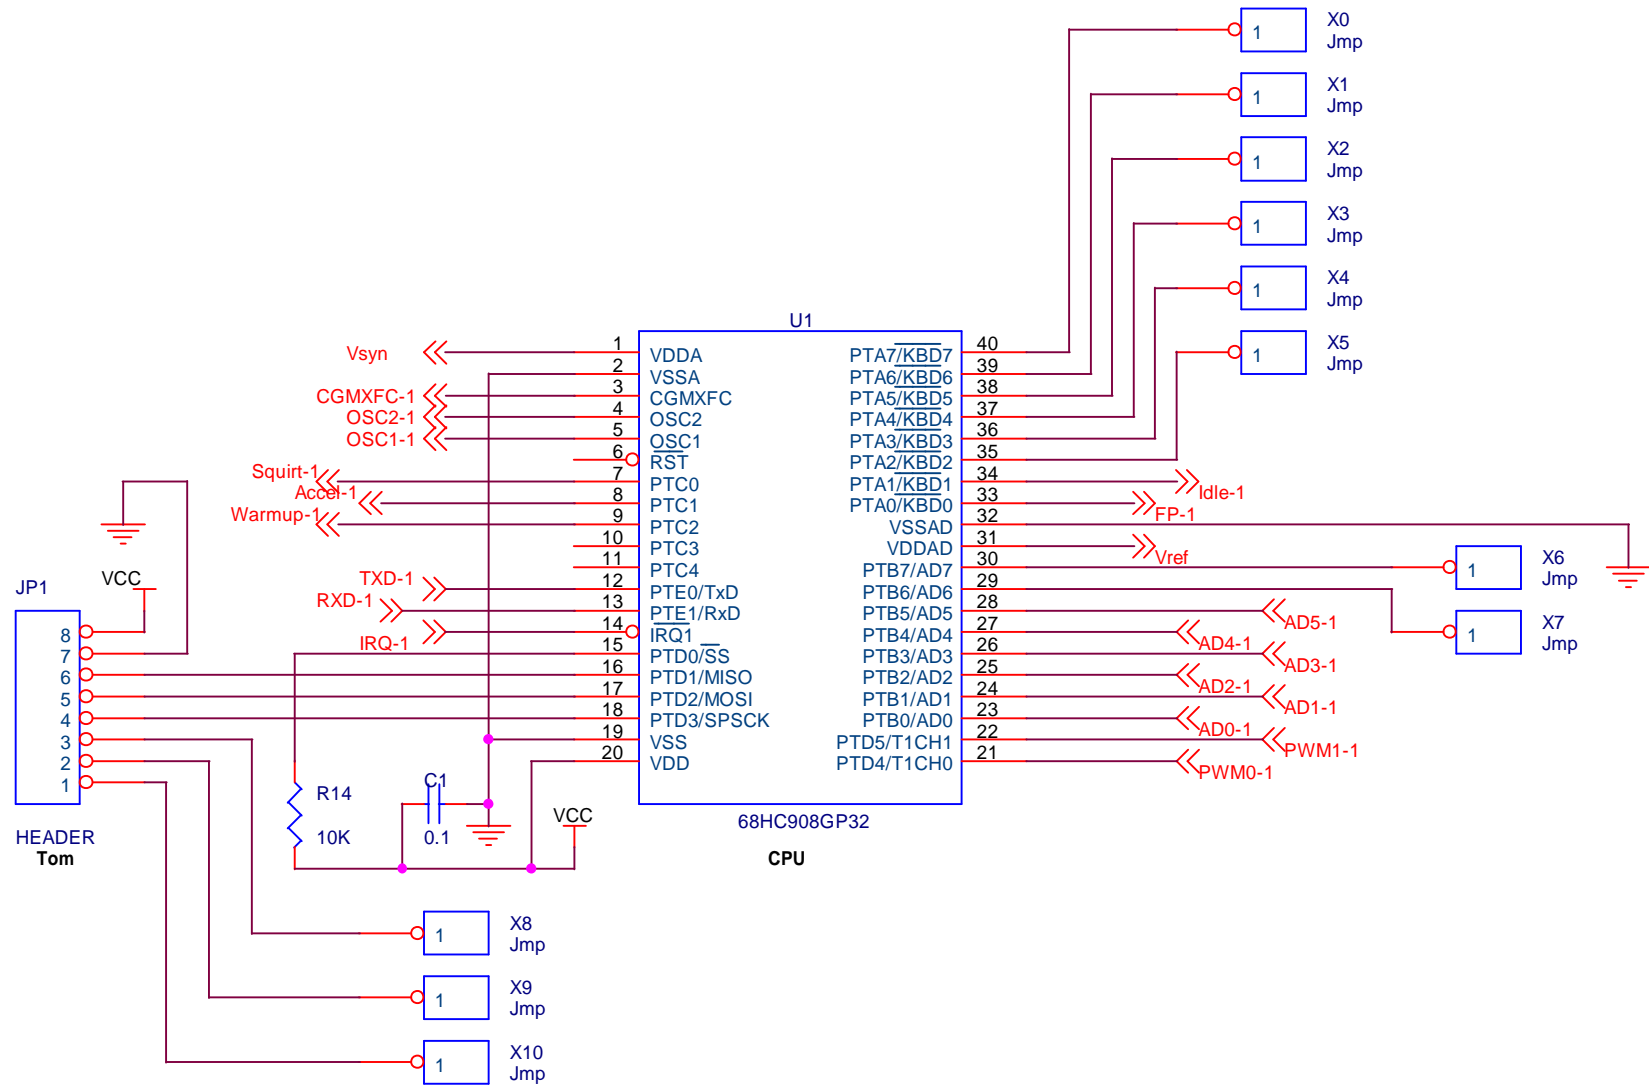 X0
Jmp
1
X1
Jmp
1
X2
Jmp
1
X3
Jmp
1
X4
Jmp
1
X5
Jmp
1
U1
Vsyn
1 VDDA
2 VSSA
CGMXFC-1
3 CGMXFC
OSC2-1
4 OSC2
OSC1-1
5 OSC1
6 RST
Squirt-1
7 PTC0
Accel-1
8 PTC1
Warmup-1
9 PTC2
10 PTC3
11 PTC4
TXD-1
12 PTE0/TxD
RXD-1
13 PTE1/RxD
IRQ-1
14 IRQ1
15 PTD0/SS
16 PTD1/MISO
17 PTD2/MOSI
18 PTD3/SPSCK
19 VSS
20 VDD
PTA7/KBD7 40
PTA6/KBD6 39
PTA5/KBD5 38
PTA4/KBD4 37
PTA3/KBD3 36
PTA2/KBD2 35
PTA1/KBD1 34
Idle-1
PTA0/KBD0 33
FP-1
VSSAD 32
VDDAD 31
Vref
PTB7/AD7 30
PTB6/AD6 29
PTB5/AD5 28
AD5-1
PTB4/AD4 27
AD4-1
PTB3/AD3 26
AD3-1
PTB2/AD2 25
AD2-1
PTB1/AD1 24
AD1-1
PTB0/AD0 23
AD0-1
PTD5/T1CH1 22
PWM1-1
PTD4/T1CH0 21
PWM0-1
68HC908GP32
CPU
X6
Jmp
1
X7
Jmp
1
VCC
JP1
8
7
6
5
4
3
2
1
HEADER
Tom
R14
10K
C1
0.1
VCC
X8
Jmp
1
X9
Jmp
1
X10
Jmp
1